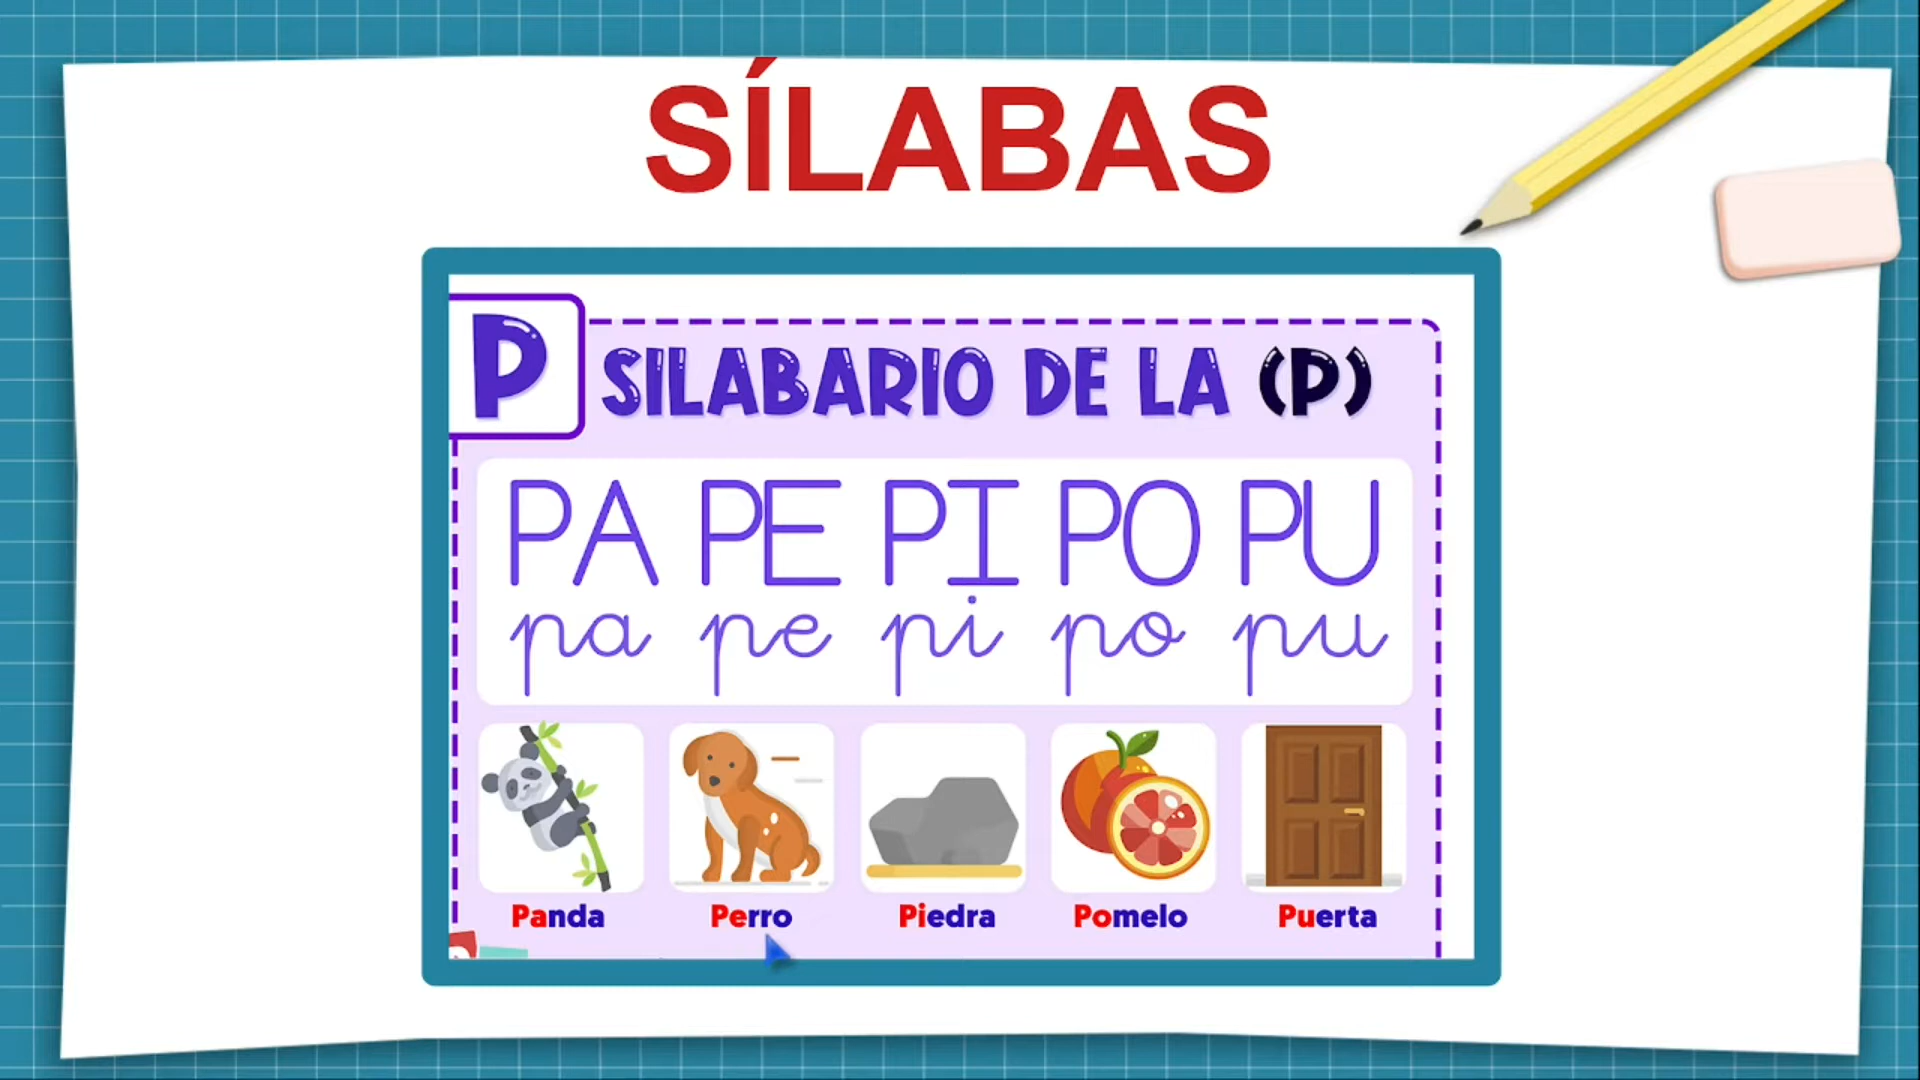 SÍLABAS
P
SILABARIO DE LA (P)
PA PE PI PO PU
pa pe pi po pu
Panda Perro Piedra Pomelo Puerta